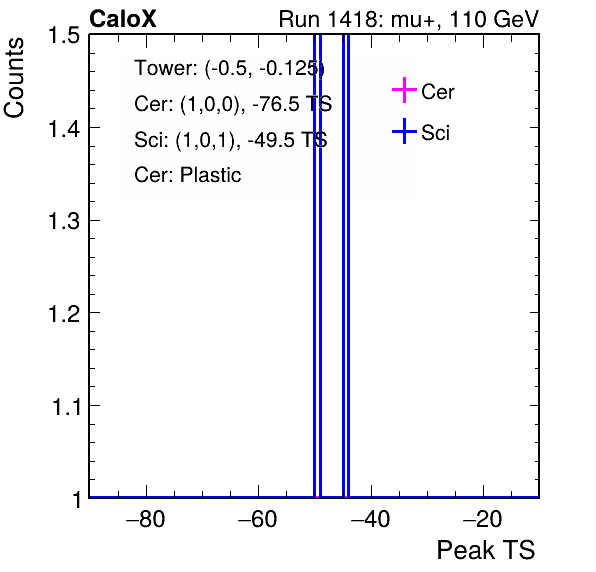 CaloX Run 1418: mu+, 110 GeV
Counts
1.5
1.4
1.3
1.2
1.1
1
Tower: (-0.5, -0.125)
Cer: (1,0,0), -76.5 TS
Sci: (1,0,1), -49.5 TS
Cer: Plastic
Cer
Sci
−80 −60 −40 −20
Peak TS